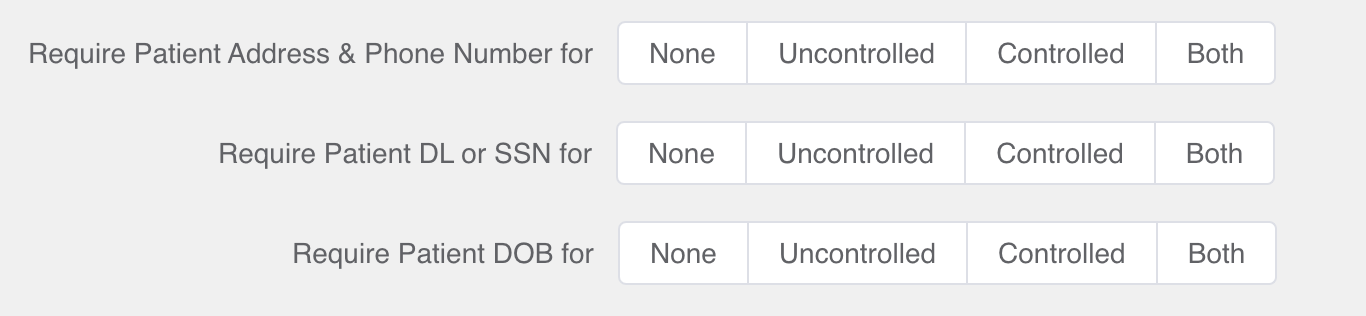 Require Patient Address & Phone Number for None Uncontrolled Controlled Both
Require Patient DL or SSN for None Uncontrolled Controlled Both
Require Patient DOB for None Uncontrolled Controlled Both